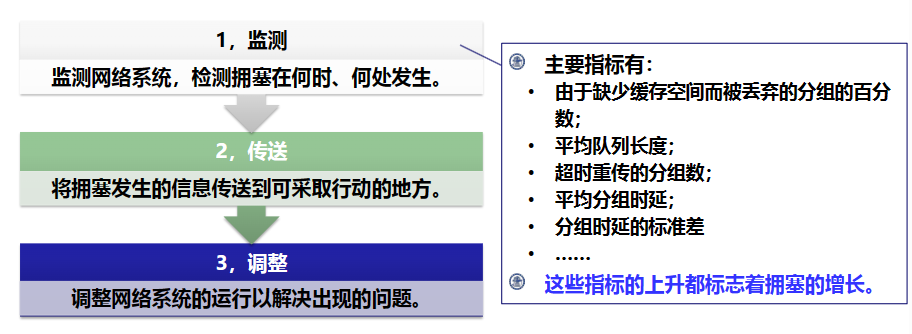 1，监测
监测网络系统，检测拥塞在何时、何处发生。
2，传送
将拥塞发生的信息传送到可采取行动的地方。
3，调整
调整网络系统的运行以解决出现的问题。
主要指标有：
• 由于缺少缓存空间而被丢弃的分组的百分
数；
• 平均队列长度；
• 超时重传的分组数；
• 平均分组时延；
• 分组时延的标准差
• ......
这些指标的上升都标志着拥塞的增长。